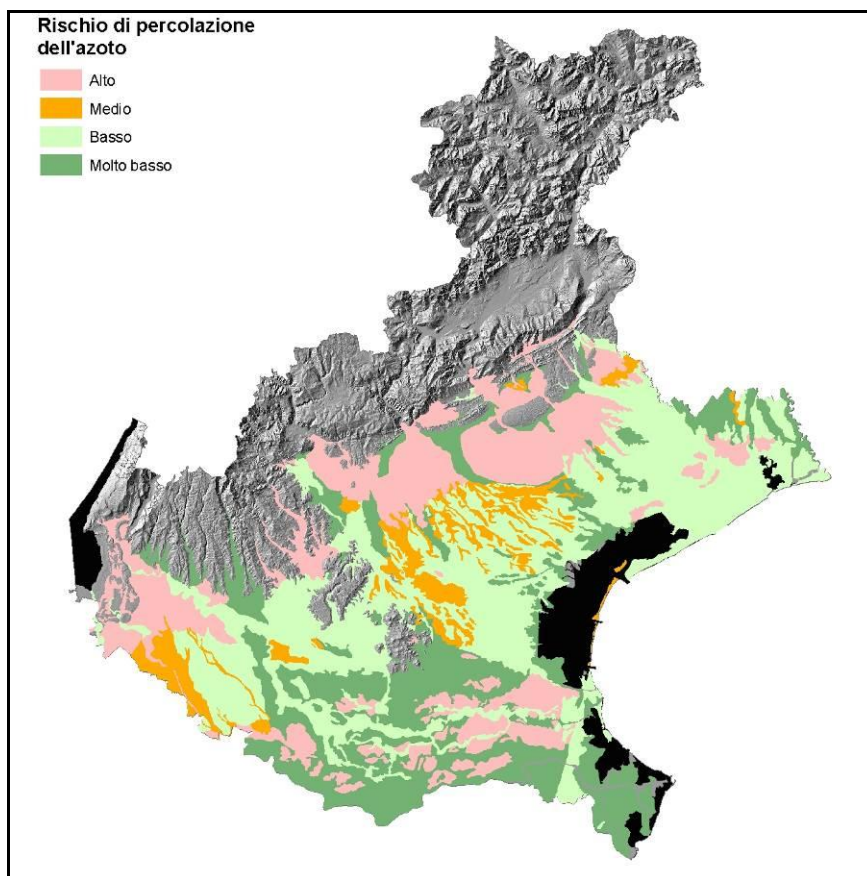 Rischio di percolazione
dell'azoto
Alto
Medio
Basso
Molto basso